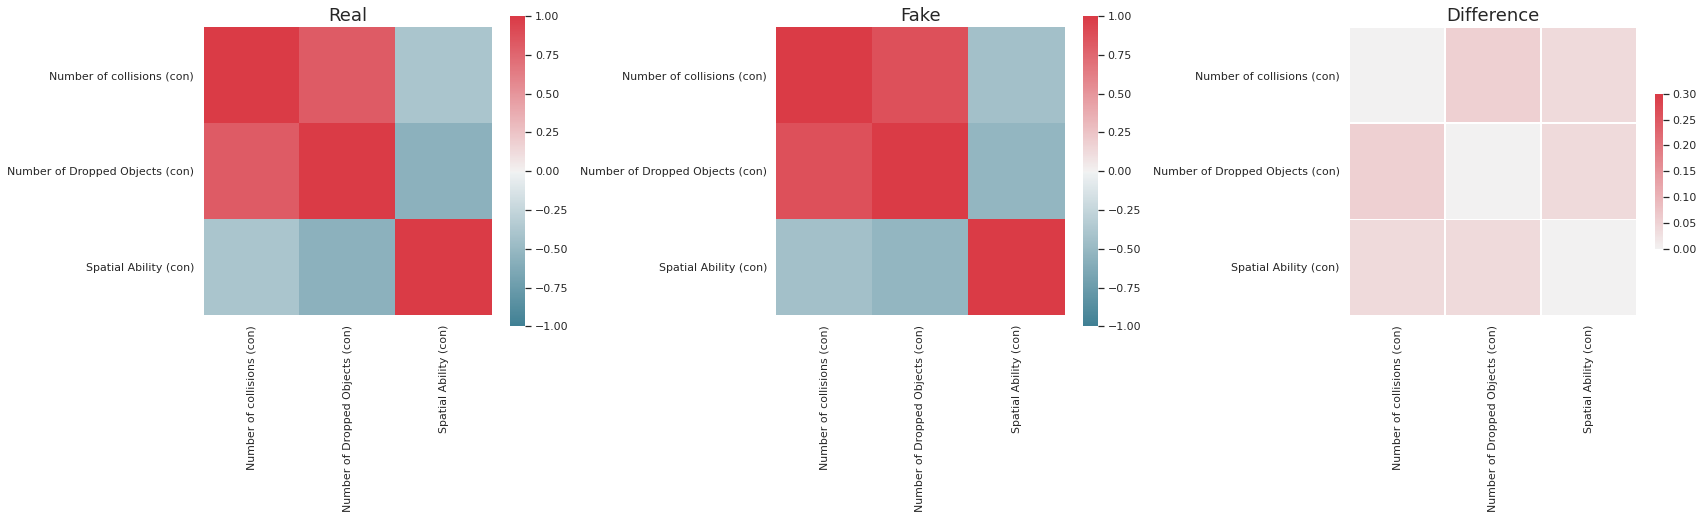 Real
Number of collisions (con)
Number of Dropped Objects (con)
Spatial Ability (con)
Number of collisions (con)
Number of Dropped Objects (con)
Spatial Ability (con)
1.00
0.75
0.50
0.25
0.00
−0.25
−0.50
−0.75
−1.00
Fake
Number of collisions (con)
Number of Dropped Objects (con)
Spatial Ability (con)
Number of collisions (con)
Number of Dropped Objects (con)
Spatial Ability (con)
1.00
0.75
0.50
0.25
0.00
−0.25
−0.50
−0.75
−1.00
Difference
Number of collisions (con)
Number of Dropped Objects (con)
Spatial Ability (con)
Number of collisions (con)
Number of Dropped Objects (con)
Spatial Ability (con)
0.30
0.25
0.20
0.15
0.10
0.05
0.00